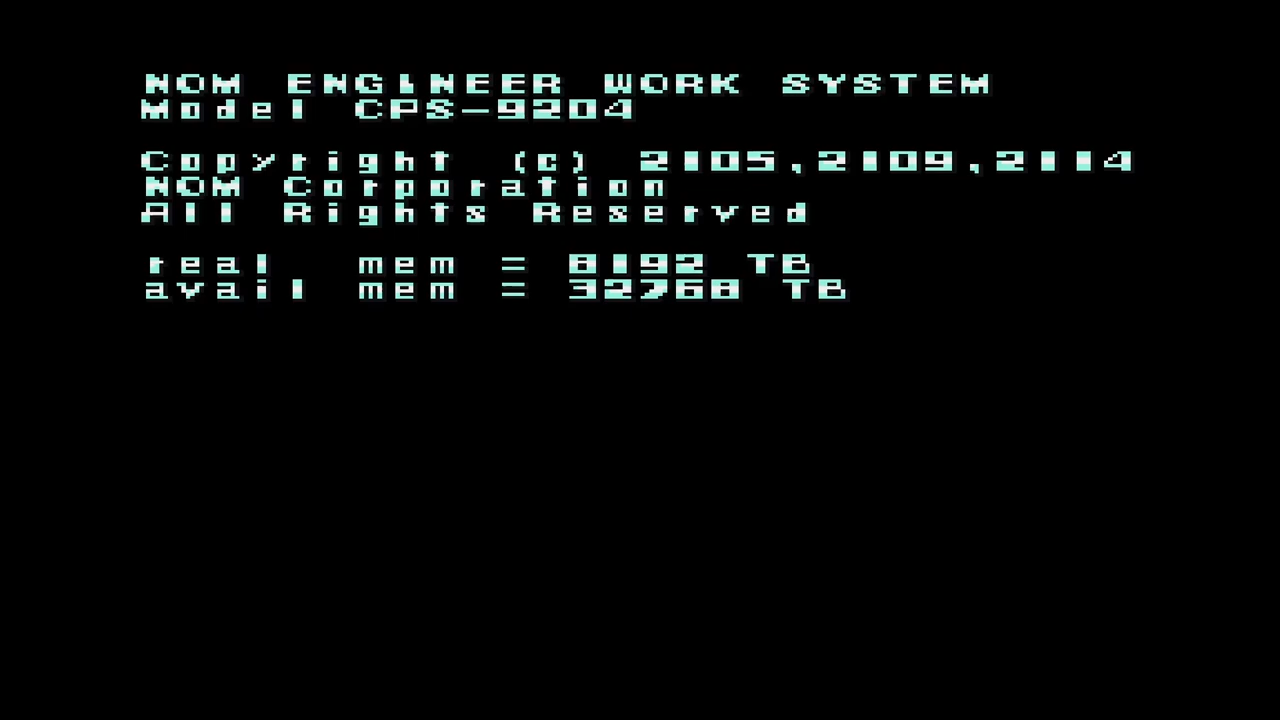 NOM ENGINEER WORK SYSTEM
Model CPS-9204
Copyright (c) 2105,2109,2114
NOM Corporation
All Rights Reserved
real mem = 8192 TB
avail mem = 32768 TB